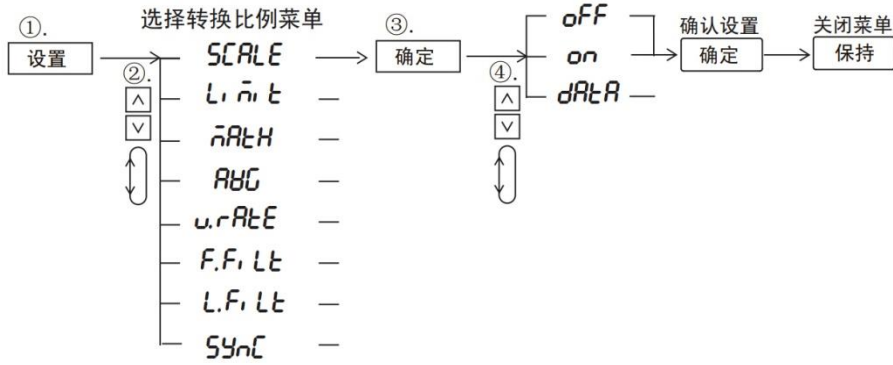 ①.
设置
选择转换比例菜单
②.
SCALE
Limit
MAtH
AVG
u.rAtE
F.FiLt
L.FiLt
SYnC
③.
确定
④.
oFF
on
dAtA
确认设置
确定
关闭菜单
保持